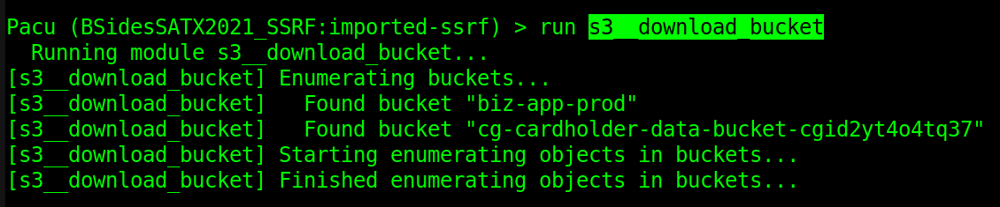 Pacu (BSidesSATX2021_SSRF:imported-ssrf) > run s3__download_bucket
  Running module s3__download_bucket...
[s3__download_bucket] Enumerating buckets...
[s3__download_bucket]   Found bucket "biz-app-prod"
[s3__download_bucket]   Found bucket "cg-cardholder-data-bucket-cgid2yt4o4tq37"
[s3__download_bucket] Starting enumerating objects in buckets...
[s3__download_bucket] Finished enumerating objects in buckets...